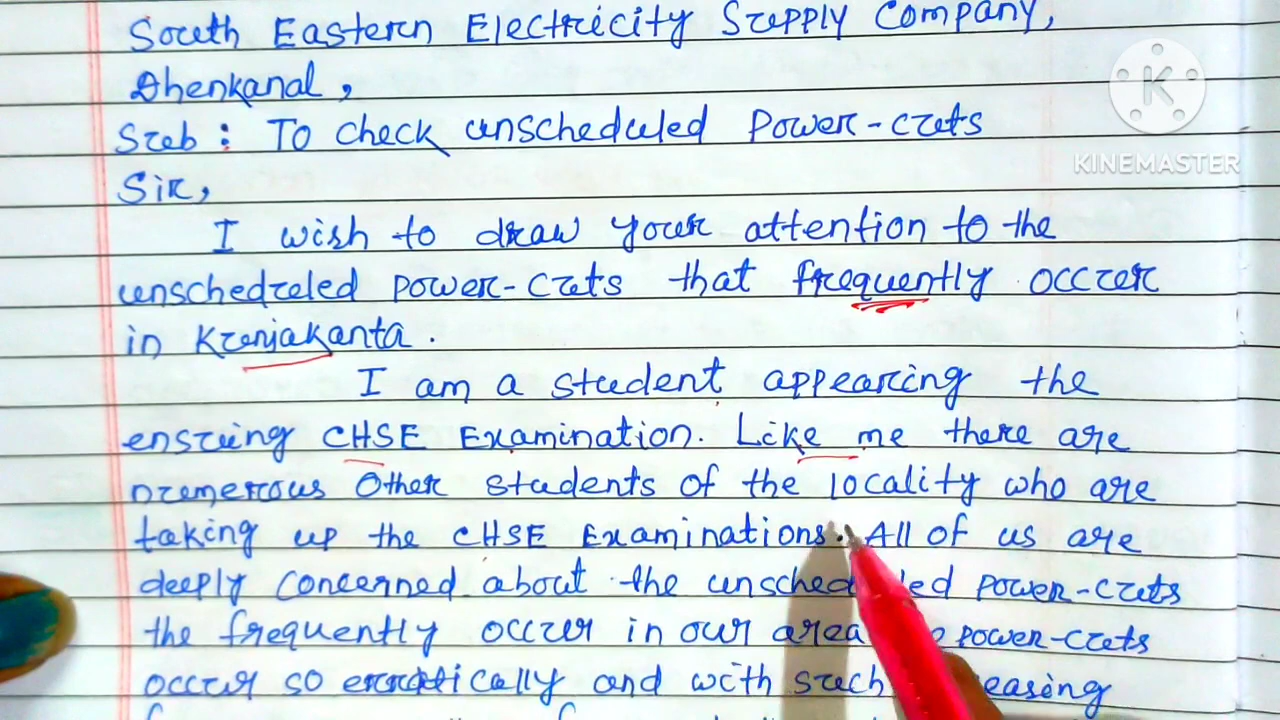 South Eastern Electricity Supply Company,
Dhenkanal,
Sub : To Check unscheduled Power-cuts
Sir,
I wish to draw your attention to the
unscheduled power-cuts that frequently occur
in Kunjakanta.
I am a student appearing the
ensuing CHSE Examination. Like me there are
numerous other students of the locality who are
taking up the CHSE Examinations. All of us are
deeply concerned about the unscheduled power-cuts
the frequently occur in our area power-cuts
occur so erratically and with such easing
K
KINEMASTER